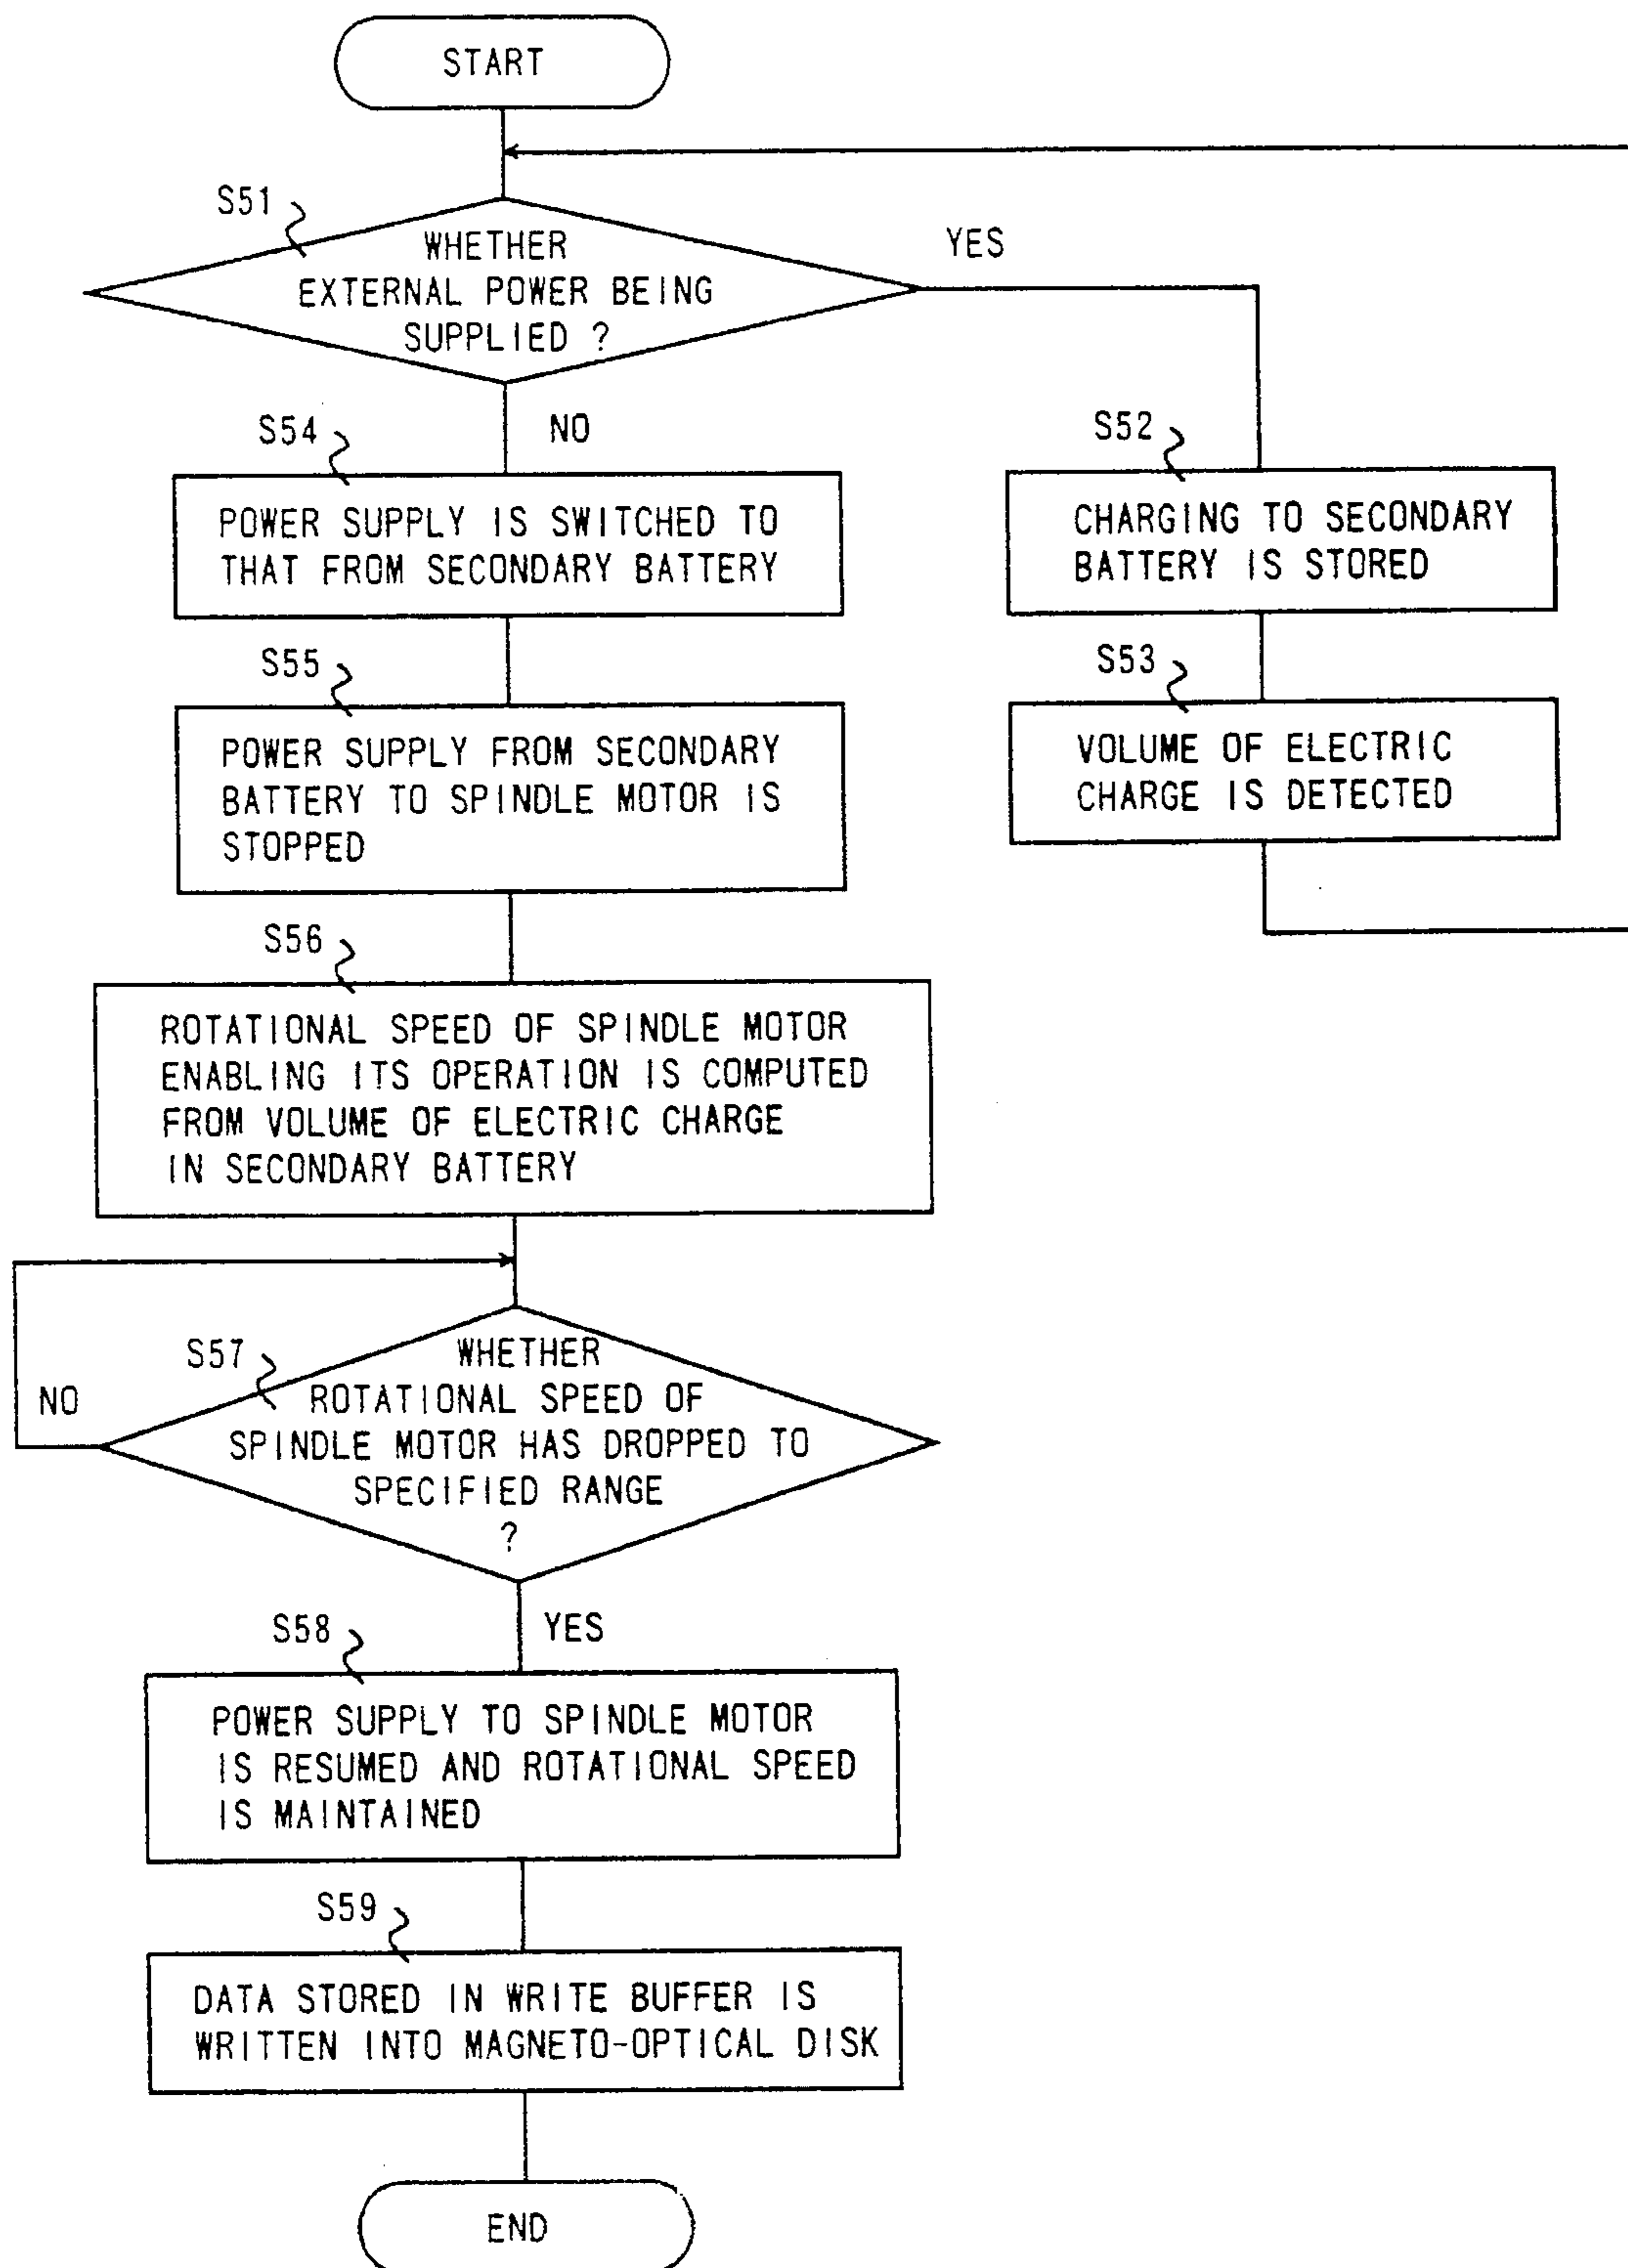 START
S51
WHETHER
EXTERNAL POWER BEING
SUPPLIED ?
YES
NO
S52
CHARGING TO SECONDARY
BATTERY IS STORED
S53
VOLUME OF ELECTRIC
CHARGE IS DETECTED
S54
POWER SUPPLY IS SWITCHED TO
THAT FROM SECONDARY BATTERY
S55
POWER SUPPLY FROM SECONDARY
BATTERY TO SPINDLE MOTOR IS
STOPPED
S56
ROTATIONAL SPEED OF SPINDLE MOTOR
ENABLING ITS OPERATION IS COMPUTED
FROM VOLUME OF ELECTRIC CHARGE
IN SECONDARY BATTERY
S57
WHETHER
ROTATIONAL SPEED OF
SPINDLE MOTOR HAS DROPPED TO
SPECIFIED RANGE
?
NO
YES
S58
POWER SUPPLY TO SPINDLE MOTOR
IS RESUMED AND ROTATIONAL SPEED
IS MAINTAINED
S59
DATA STORED IN WRITE BUFFER IS
WRITTEN INTO MAGNETO-OPTICAL DISK
END